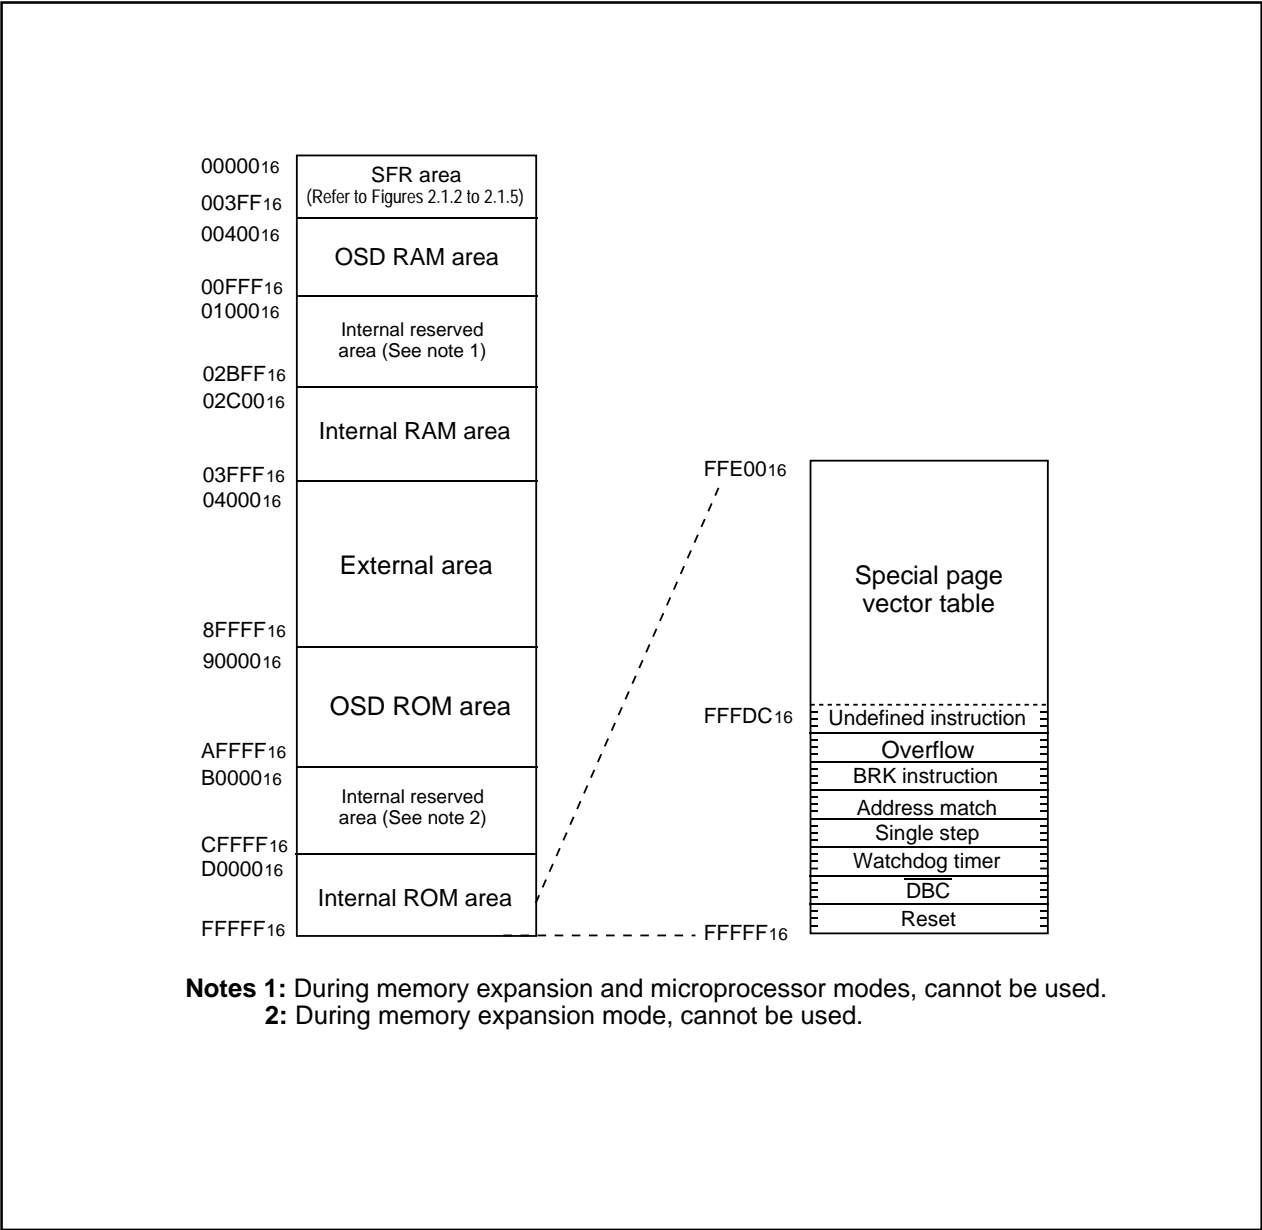 00000₁₆
SFR area
(Refer to Figures 2.1.2 to 2.1.5)
003FF₁₆
00400₁₆
OSD RAM area
00FFF₁₆
01000₁₆
Internal reserved
area (See note 1)
02BFF₁₆
02C00₁₆
Internal RAM area
03FFF₁₆
04000₁₆
External area
8FFFF₁₆
90000₁₆
OSD ROM area
AFFFF₁₆
B0000₁₆
Internal reserved
area (See note 2)
CFFFF₁₆
D0000₁₆
Internal ROM area
FFFFF₁₆
FFE00₁₆
Special page
vector table
FFFDC₁₆
Undefined instruction
Overflow
BRK instruction
Address match
Single step
Watchdog timer
D̅B̅C̅
Reset
FFFFF₁₆
Notes 1: During memory expansion and microprocessor modes, cannot be used.
2: During memory expansion mode, cannot be used.